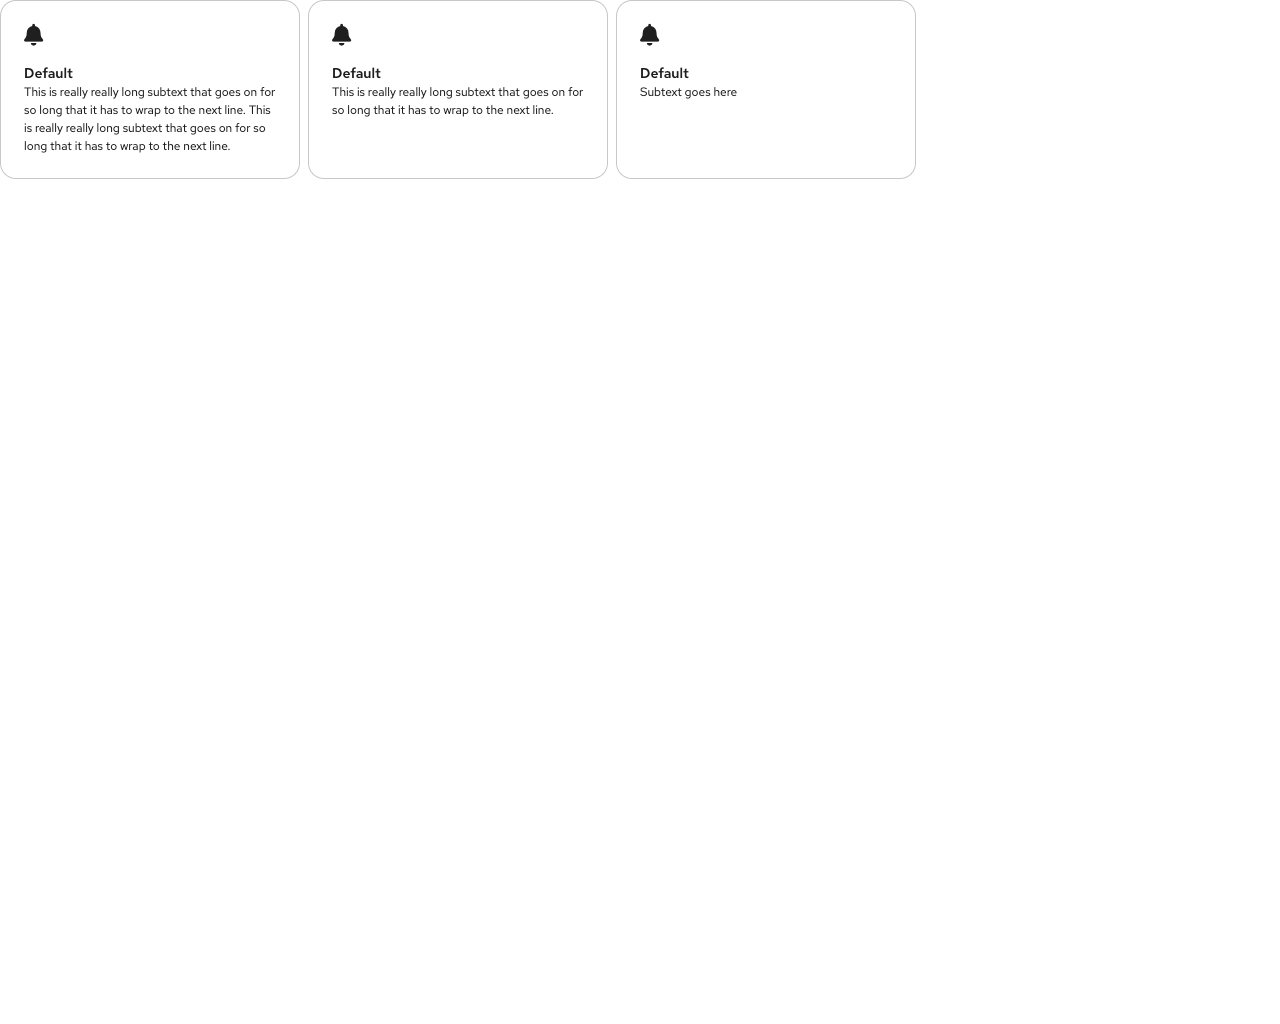 Default
This is really really long subtext that goes on for
so long that it has to wrap to the next line. This
is really really long subtext that goes on for so
long that it has to wrap to the next line.
Default
This is really really long subtext that goes on for
so long that it has to wrap to the next line.
Default
Subtext goes here